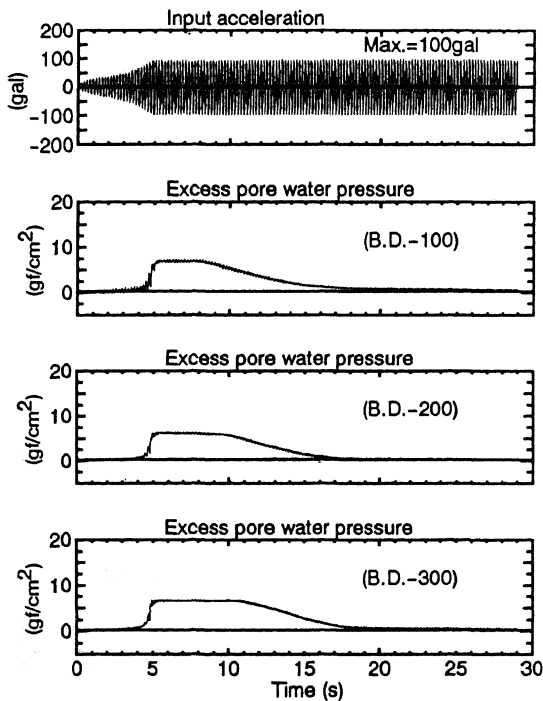 Input acceleration
200
100
0
−100
−200
(gal)
Max.=100gal
Excess pore water pressure
20
10
0
(gf/cm²)
(B.D.−100)
Excess pore water pressure
20
10
0
(gf/cm²)
(B.D.−200)
Excess pore water pressure
20
10
0
(gf/cm²)
(B.D.−300)
0 5 10 15 20 25 30
Time (s)